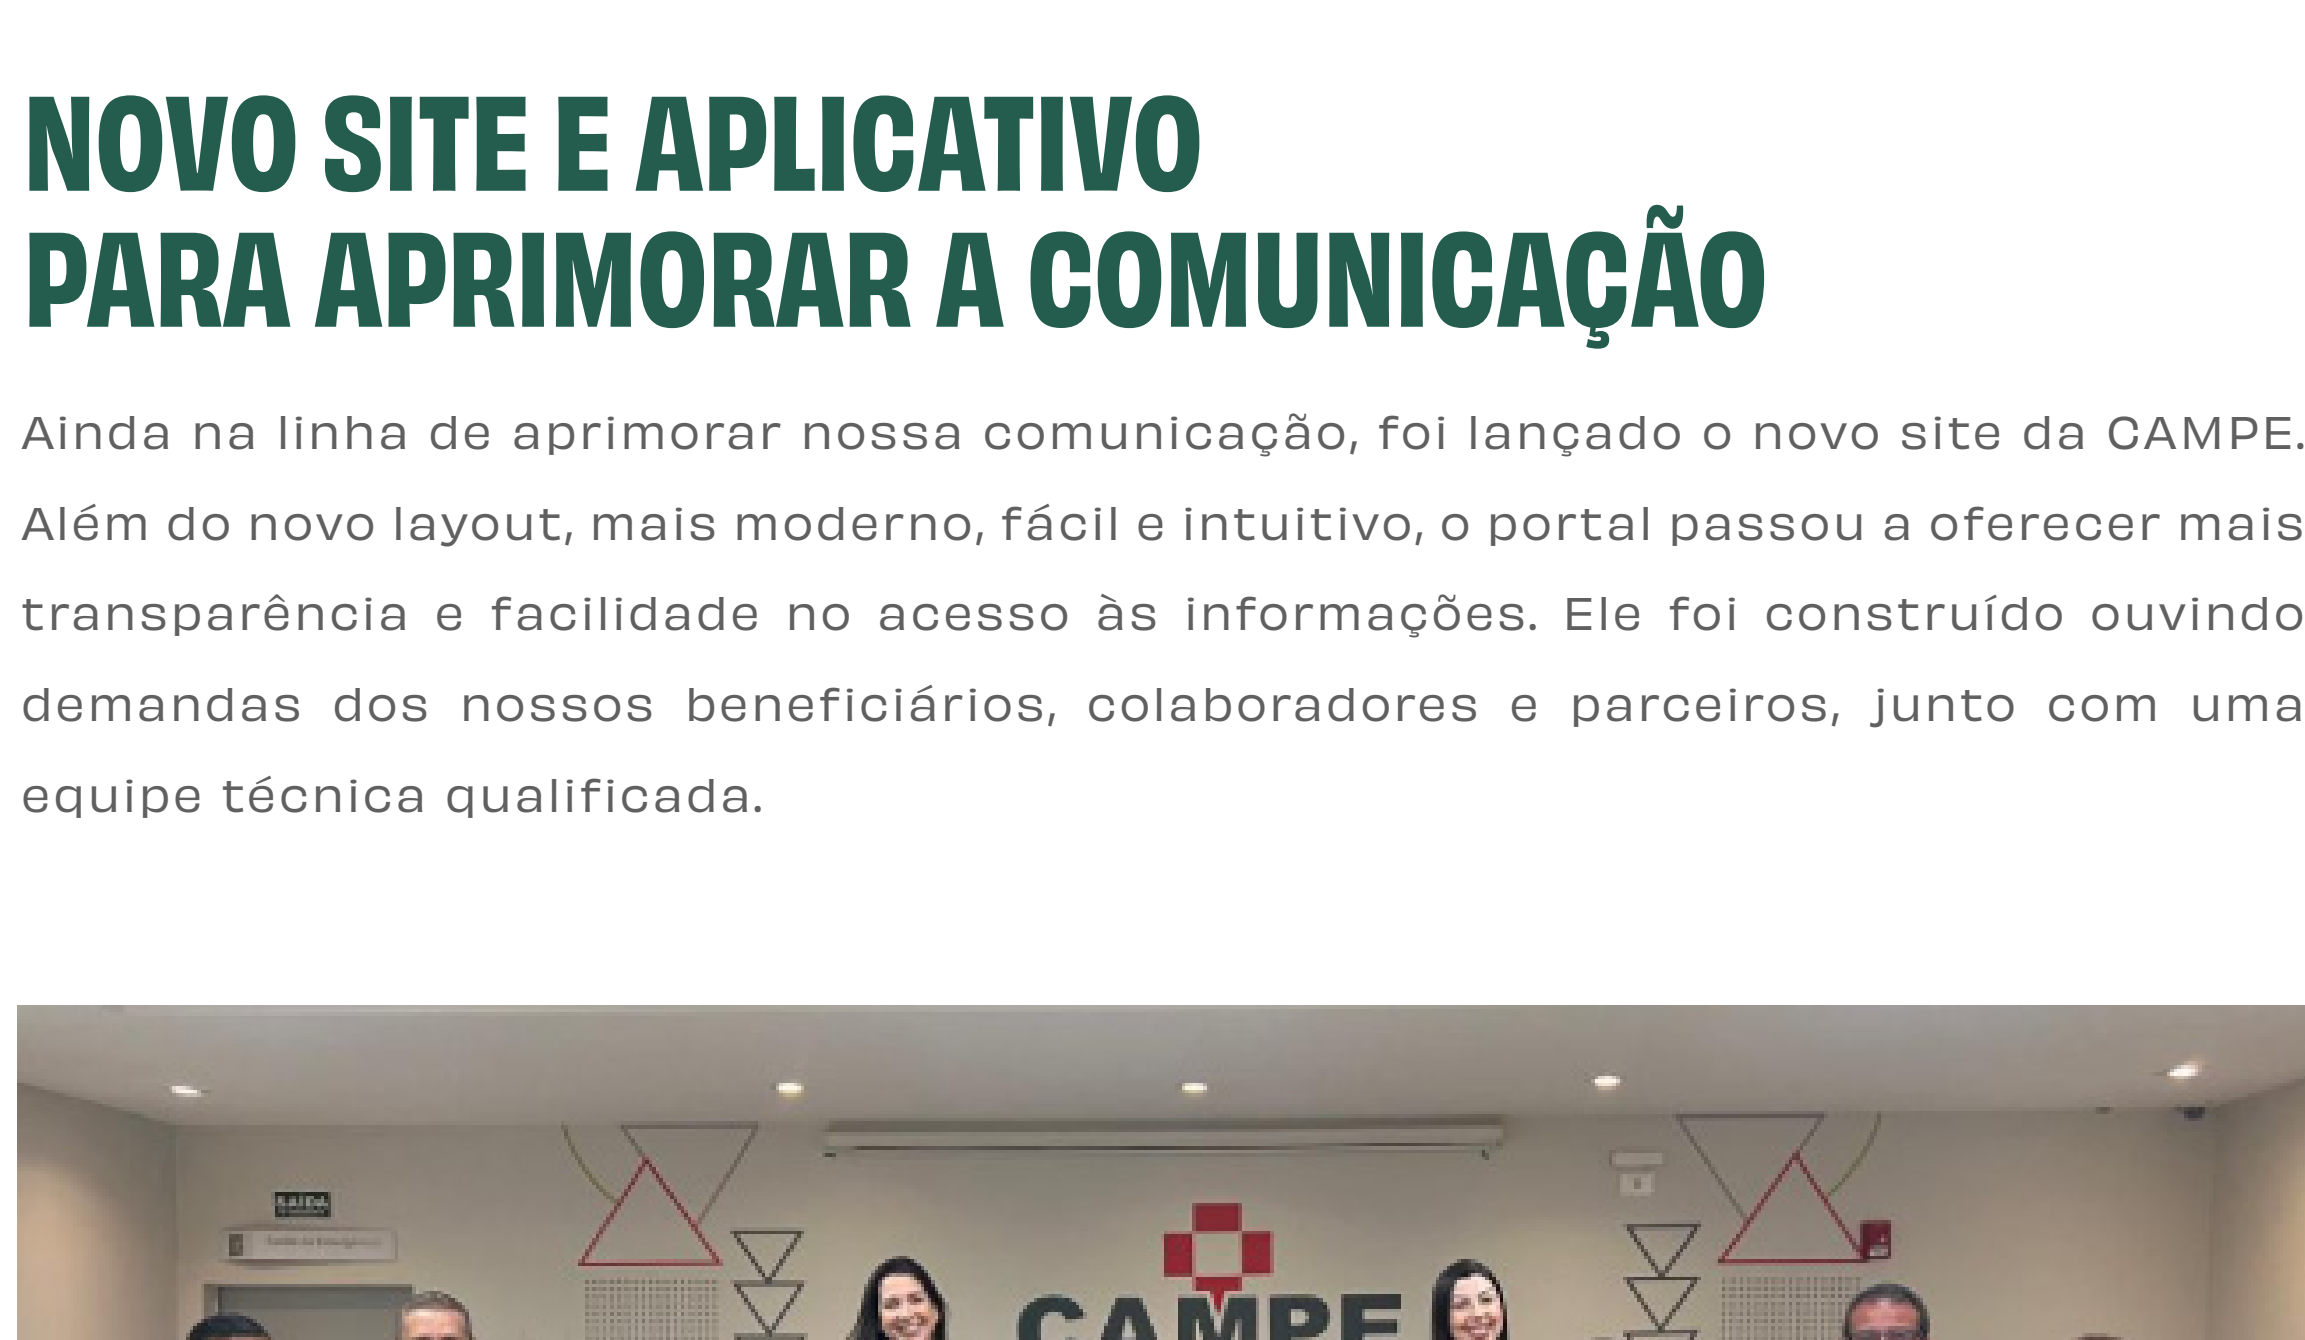 NOVO SITE E APLICATIVO
PARA APRIMORAR A COMUNICAÇÃO
Ainda na linha de aprimorar nossa comunicação, foi lançado o novo site da CAMPE.
Além do novo layout, mais moderno, fácil e intuitivo, o portal passou a oferecer mais
transparência e facilidade no acesso às informações. Ele foi construído ouvindo
demandas dos nossos beneficiários, colaboradores e parceiros, junto com uma
equipe técnica qualificada.
SAÍDA
CAMPE